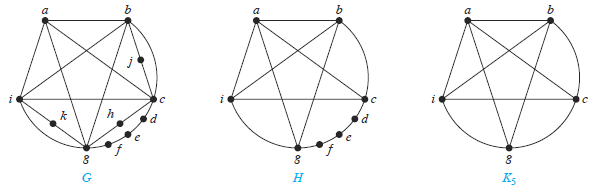 a b a b a b
j
i c i c i c
k h d d
e e
f f
g g g
G H K5